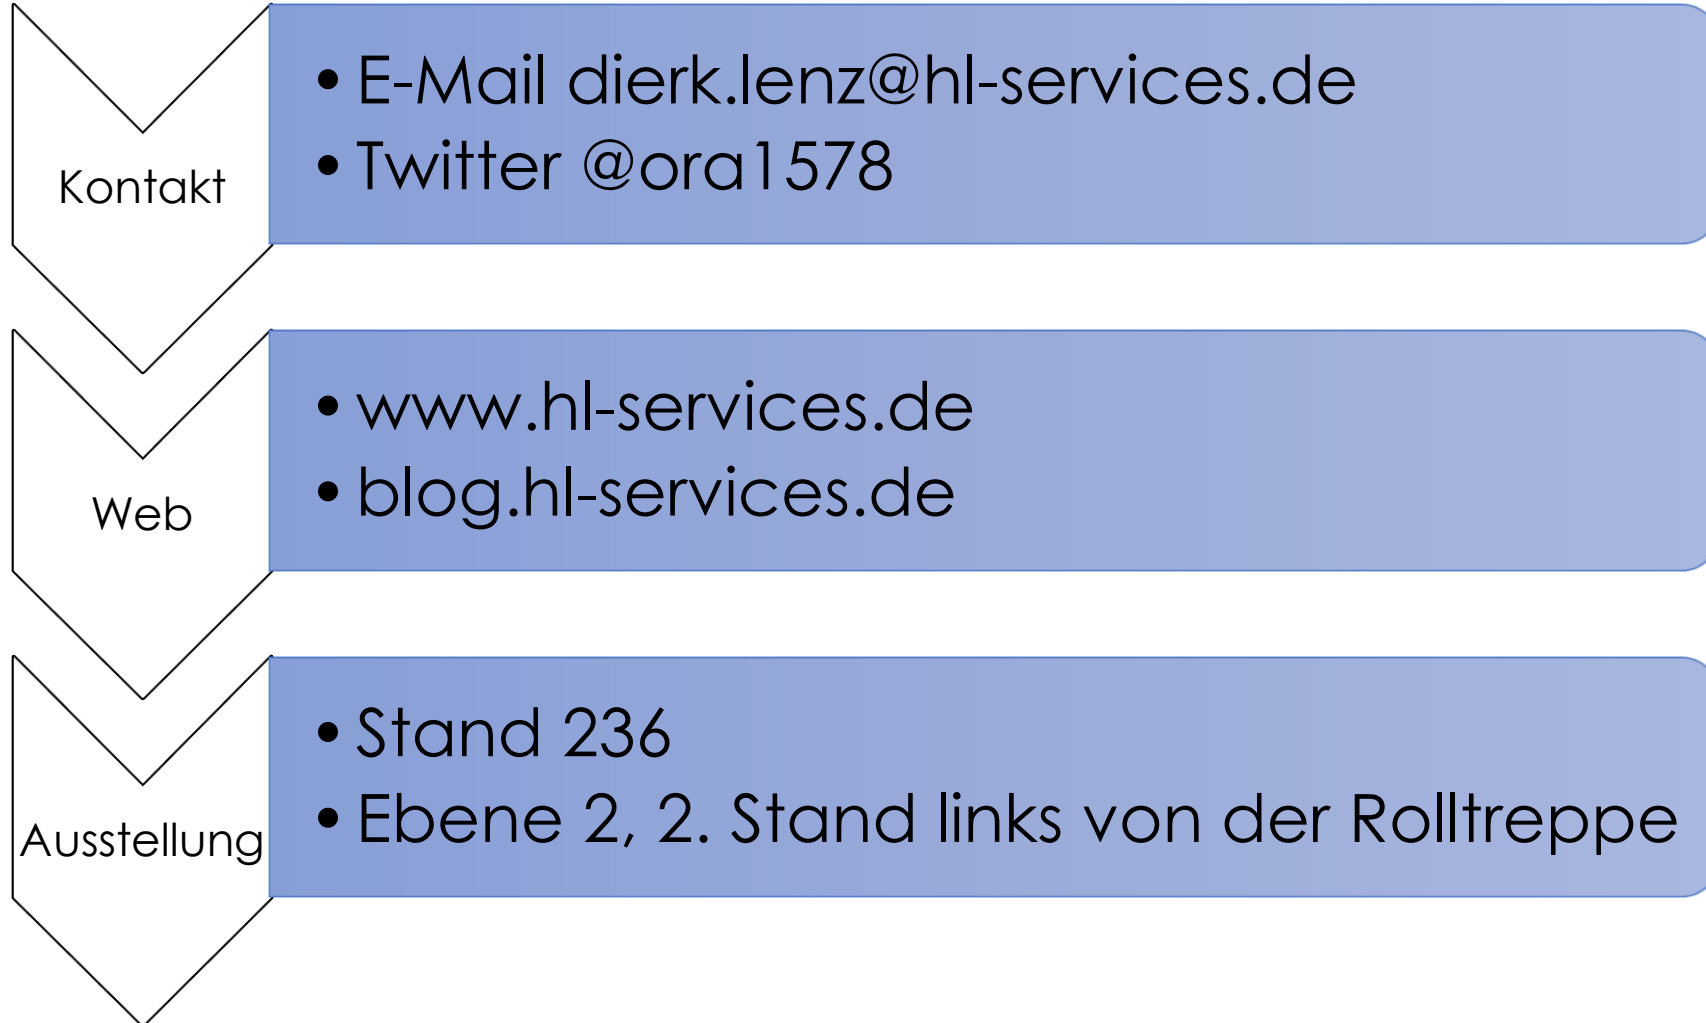 Kontakt
• E-Mail dierk.lenz@hl-services.de
• Twitter @ora1578
Web
• www.hl-services.de
• blog.hl-services.de
Ausstellung
• Stand 236
• Ebene 2, 2. Stand links von der Rolltreppe